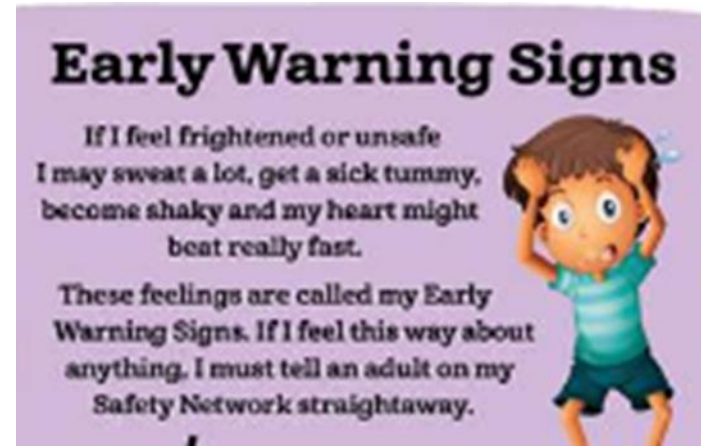 Early Warning Signs
If I feel frightened or unsafe
I may sweat a lot, get a sick tummy,
become shaky and my heart might
beat really fast.
These feelings are called my Early
Warning Signs. If I feel this way about
anything, I must tell an adult on my
Safety Network straightaway.